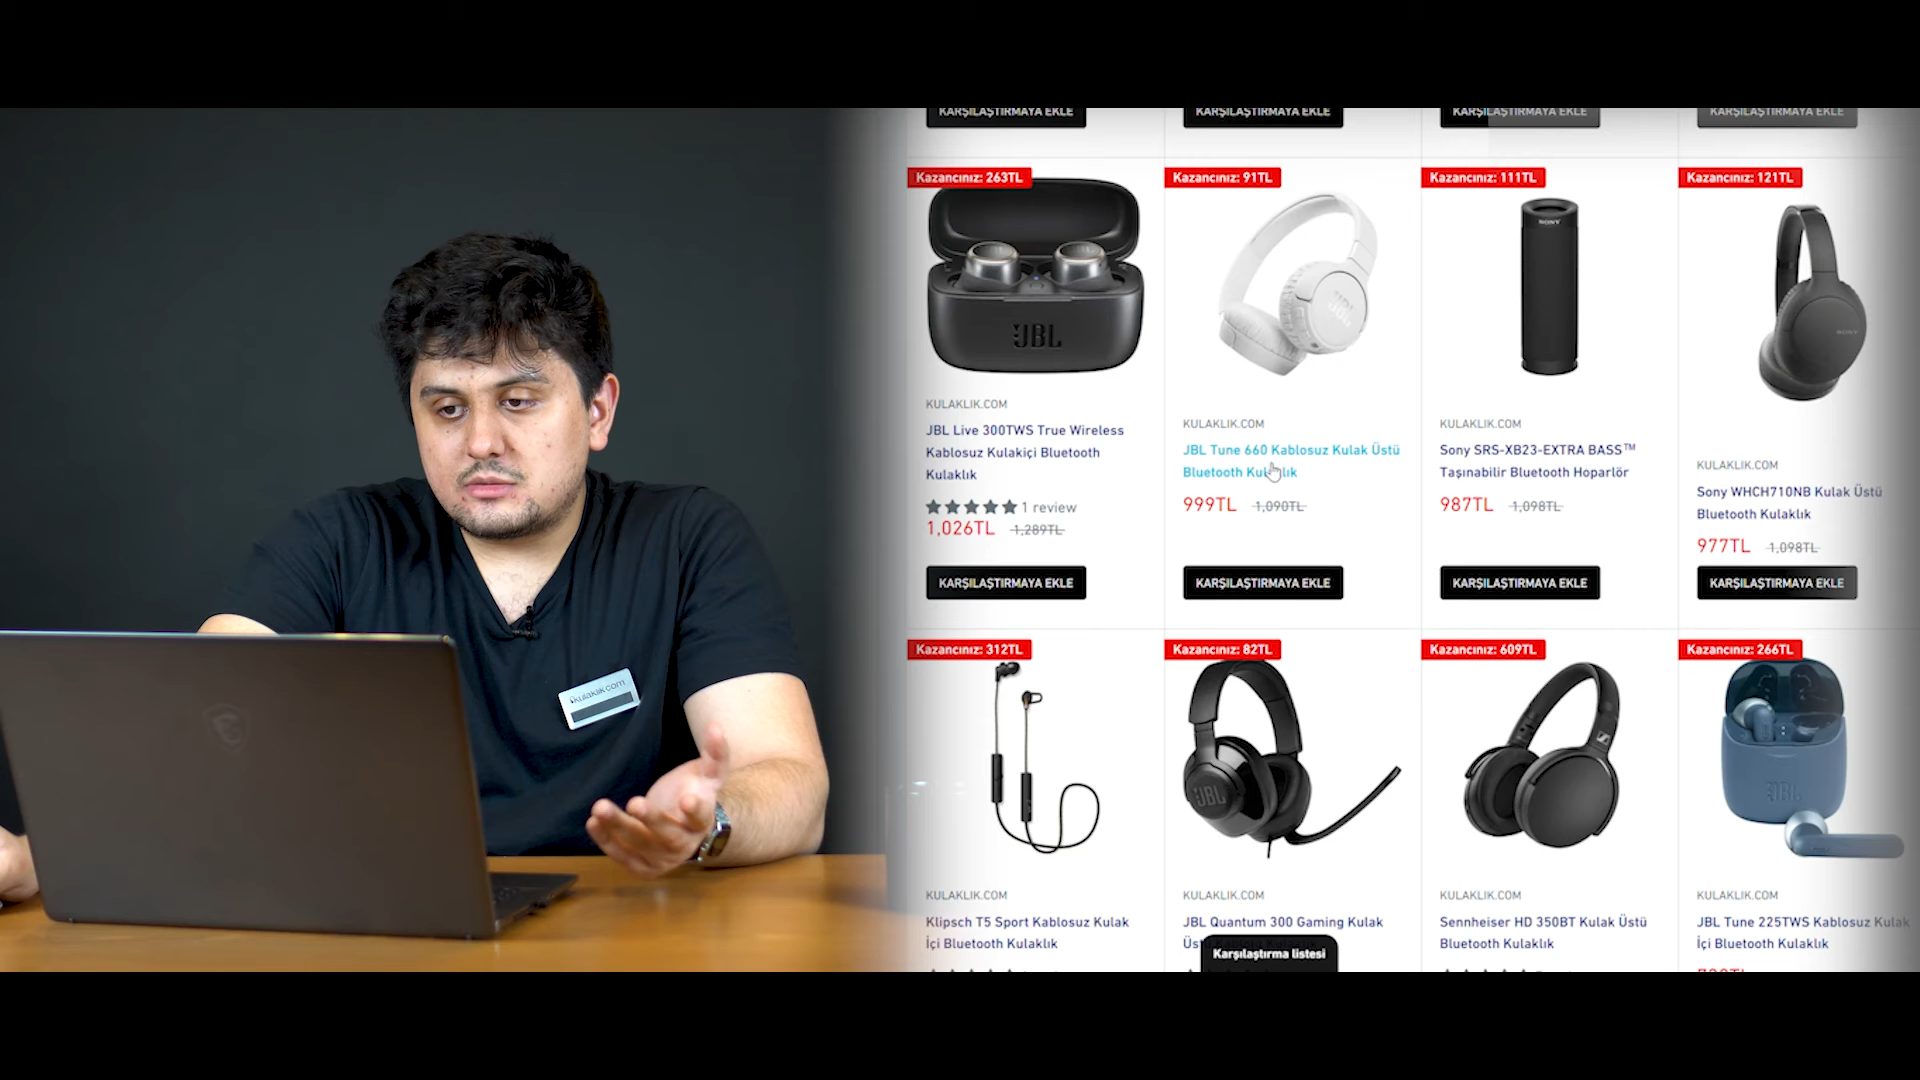 KARŞILAŞTIRMAYA EKLE
KARŞILAŞTIRMAYA EKLE
KARŞILAŞTIRMAYA EKLE
KARŞILAŞTIRMAYA EKLE
Kazancınız: 263TL
Kazancınız: 91TL
Kazancınız: 111TL
Kazancınız: 121TL
JBL
JBL
SONY
SONY
KULAKLIK.COM
JBL Live 300TWS True Wireless
Kablosuz Kulakiçi Bluetooth
Kulaklık
1 review
1,026TL 1,289TL
KULAKLIK.COM
JBL Tune 660 Kablosuz Kulak Üstü
Bluetooth Kulaklık
999TL 1,090TL
KULAKLIK.COM
Sony SRS-XB23-EXTRA BASS™
Taşınabilir Bluetooth Hoparlör
987TL 1,098TL
KULAKLIK.COM
Sony WHCH710NB Kulak Üstü
Bluetooth Kulaklık
977TL 1,098TL
KARŞILAŞTIRMAYA EKLE
KARŞILAŞTIRMAYA EKLE
KARŞILAŞTIRMAYA EKLE
KARŞILAŞTIRMAYA EKLE
Kazancınız: 312TL
Kazancınız: 82TL
Kazancınız: 609TL
Kazancınız: 266TL
JBL
JBL
KULAKLIK.COM
Klipsch T5 Sport Kablosuz Kulak
İçi Bluetooth Kulaklık
KULAKLIK.COM
JBL Quantum 300 Gaming Kulak
KULAKLIK.COM
Sennheiser HD 350BT Kulak Üstü
Bluetooth Kulaklık
KULAKLIK.COM
JBL Tune 225TWS Kablosuz Kulak
İçi Bluetooth Kulaklık
Karşılaştırma listesi
kulaklik.com